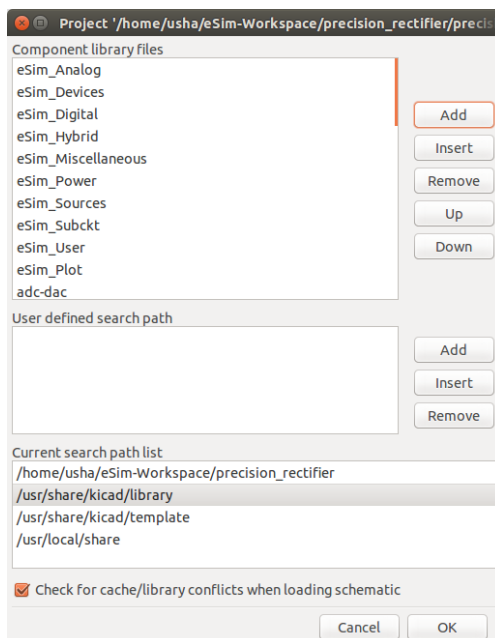 Project '/home/usha/eSim-Workspace/precision_rectifier/precis
Component library files
eSim_Analog
eSim_Devices
eSim_Digital
eSim_Hybrid
eSim_Miscellaneous
eSim_Power
eSim_Sources
eSim_Subckt
eSim_User
eSim_Plot
adc-dac
Add
Insert
Remove
Up
Down
User defined search path
Add
Insert
Remove
Current search path list
/home/usha/eSim-Workspace/precision_rectifier
/usr/share/kicad/library
/usr/share/kicad/template
/usr/local/share
Check for cache/library conflicts when loading schematic
Cancel
OK